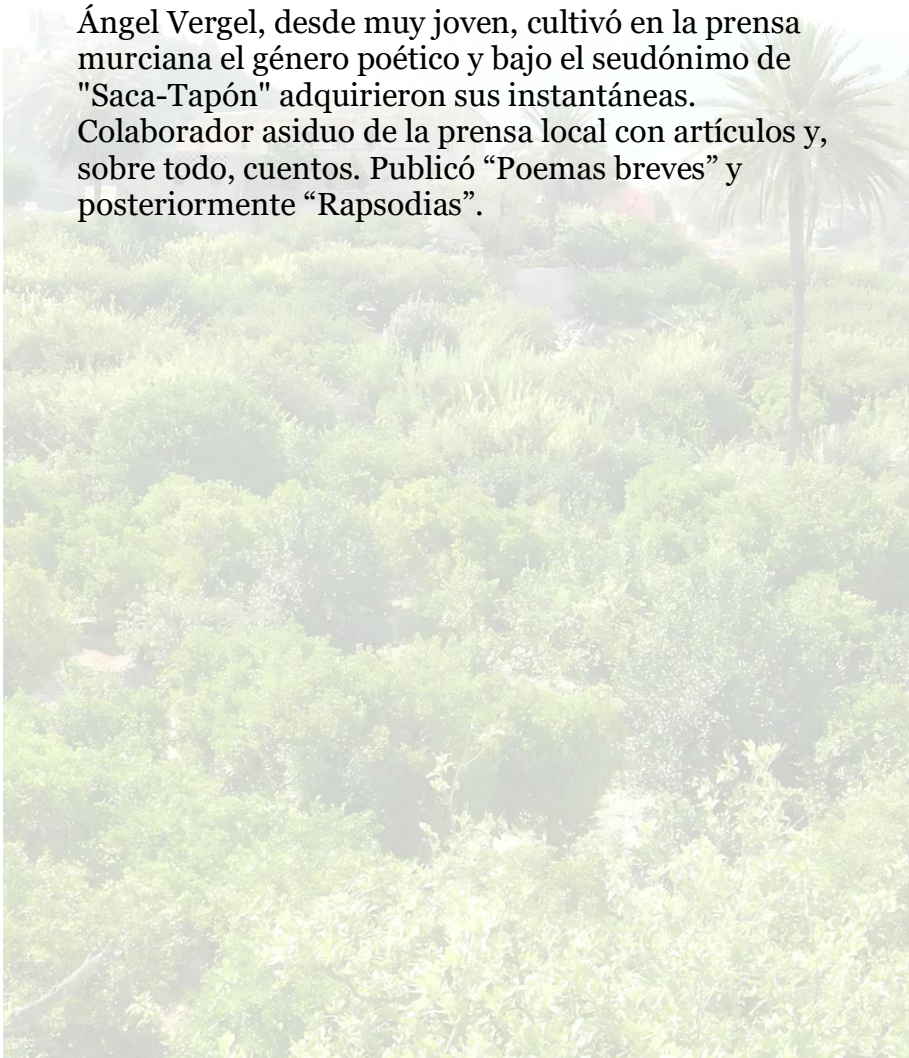 Ángel Vergel, desde muy joven, cultivó en la prensa
murciana el género poético y bajo el seudónimo de
"Saca-Tapón" adquirieron sus instantáneas.
Colaborador asiduo de la prensa local con artículos y,
sobre todo, cuentos. Publicó “Poemas breves” y
posteriormente “Rapsodias”.